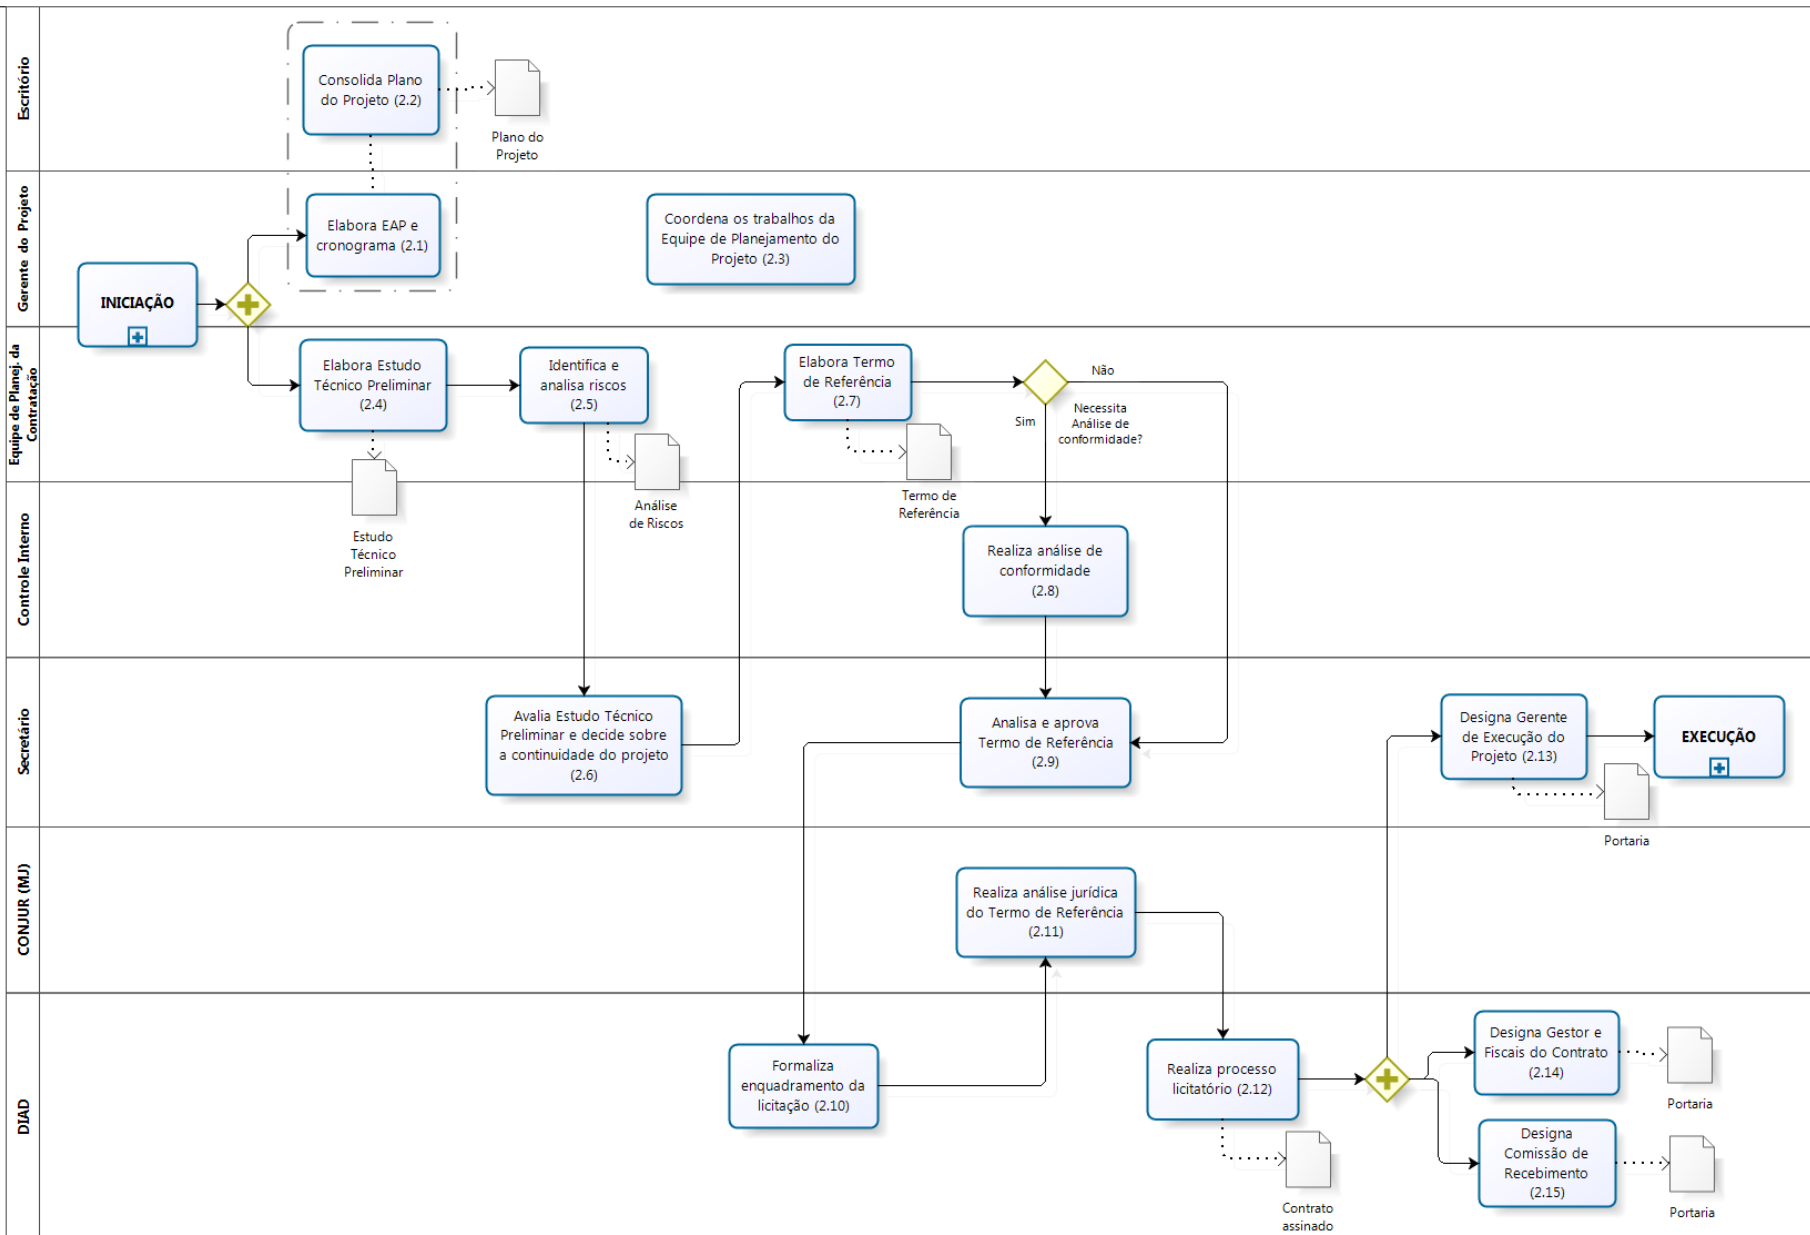 Escritório
Consolida Plano
do Projeto (2.2)
Plano do
Projeto
Gerente do Projeto
Elabora EAP e
cronograma (2.1)
Coordena os trabalhos da
Equipe de Planejamento do
Projeto (2.3)
INICIAÇÃO
Equipe de Planej. da
Contratação
Elabora Estudo
Técnico Preliminar
(2.4)
Identifica e
analisa riscos
(2.5)
Elabora Termo
de Referência
(2.7)
Não
Necessita
Análise de
conformidade?
Sim
Estudo
Técnico
Preliminar
Análise
de Riscos
Termo de
Referência
Controle Interno
Realiza análise de
conformidade
(2.8)
Secretário
Avalia Estudo Técnico
Preliminar e decide sobre
a continuidade do projeto
(2.6)
Analisa e aprova
Termo de Referência
(2.9)
Designa Gerente
de Execução do
Projeto (2.13)
EXECUÇÃO
Portaria
CONJUR (MJ)
Realiza análise jurídica
do Termo de Referência
(2.11)
DIAD
Formaliza
enquadramento da
licitação (2.10)
Realiza processo
licitatório (2.12)
Contrato
assinado
Designa Gestor e
Fiscais do Contrato
(2.14)
Portaria
Designa
Comissão de
Recebimento
(2.15)
Portaria